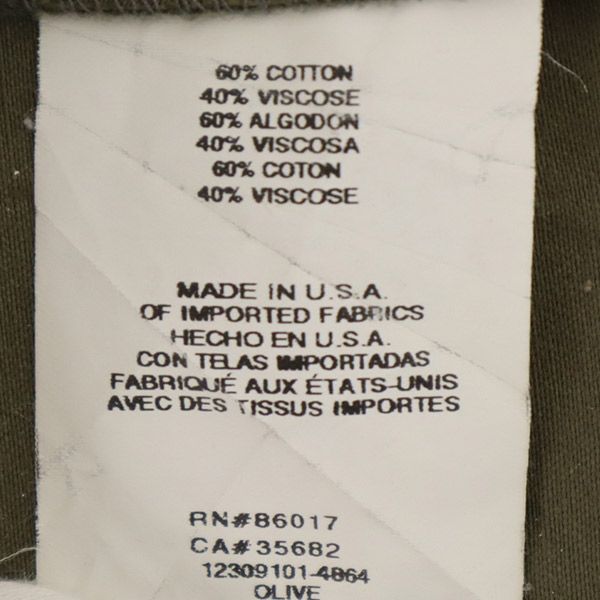 60% COTTON
40% VISCOSE
60% ALGODON
40% VISCOSA
60% COTON
40% VISCOSE
MADE IN U.S.A.
OF IMPORTED FABRICS
HECHO EN U.S.A.
CON TELAS IMPORTADAS
FABRIQUÉ AUX ÉTATS-UNIS
AVEC DES TISSUS IMPORTES
RN#86017
CA#35682
12309101-4864
OLIVE